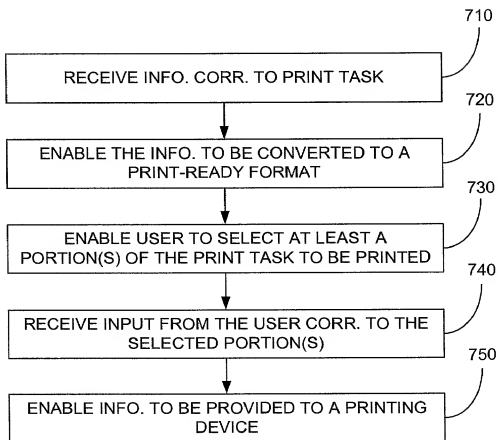 710
RECEIVE INFO. CORR. TO PRINT TASK
720
ENABLE THE INFO. TO BE CONVERTED TO A
PRINT-READY FORMAT
730
ENABLE USER TO SELECT AT LEAST A
PORTION(S) OF THE PRINT TASK TO BE PRINTED
740
RECEIVE INPUT FROM THE USER CORR. TO THE
SELECTED PORTION(S)
750
ENABLE INFO. TO BE PROVIDED TO A PRINTING
DEVICE